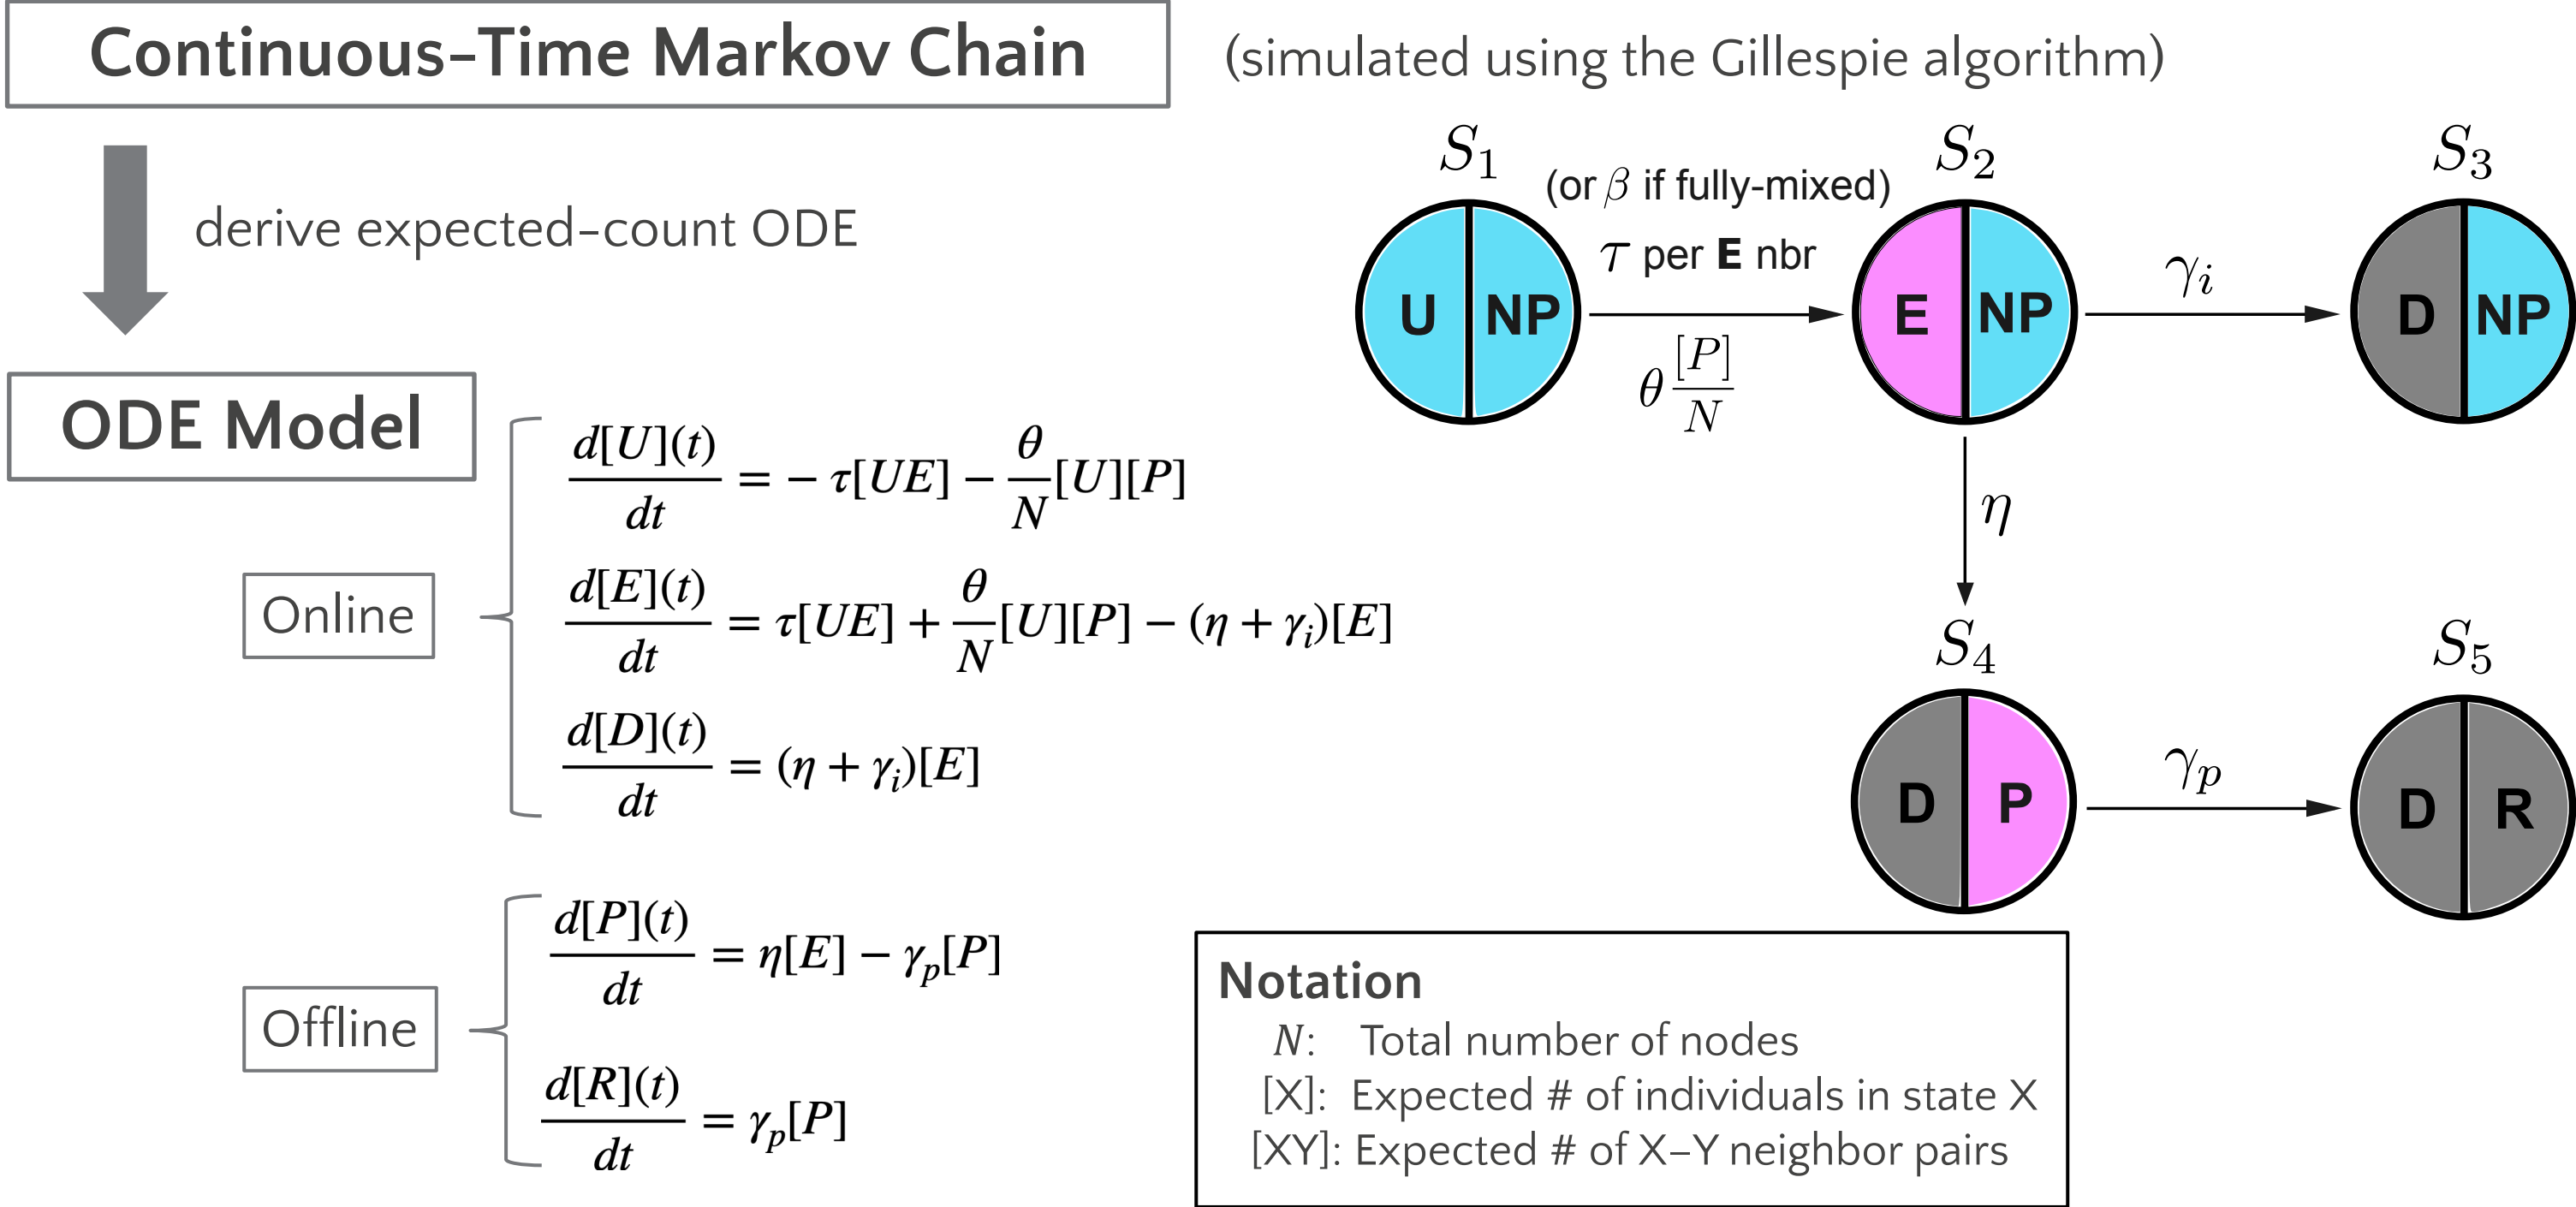 Continuous-Time Markov Chain
(simulated using the Gillespie algorithm)
derive expected-count ODE
ODE Model
Online
d[U](t)/dt = − τ[UE] − θ/N [U][P]
d[E](t)/dt = τ[UE] + θ/N [U][P] − (η + γ_i)[E]
d[D](t)/dt = (η + γ_i)[E]
Offline
d[P](t)/dt = η[E] − γ_p[P]
d[R](t)/dt = γ_p[P]
S_1
(or β if fully-mixed)
τ per E nbr
θ [P]/N
S_2
S_3
U NP
E NP
γ_i
D NP
η
S_4
S_5
D P
γ_p
D R
Notation
N: Total number of nodes
[X]: Expected # of individuals in state X
[XY]: Expected # of X–Y neighbor pairs